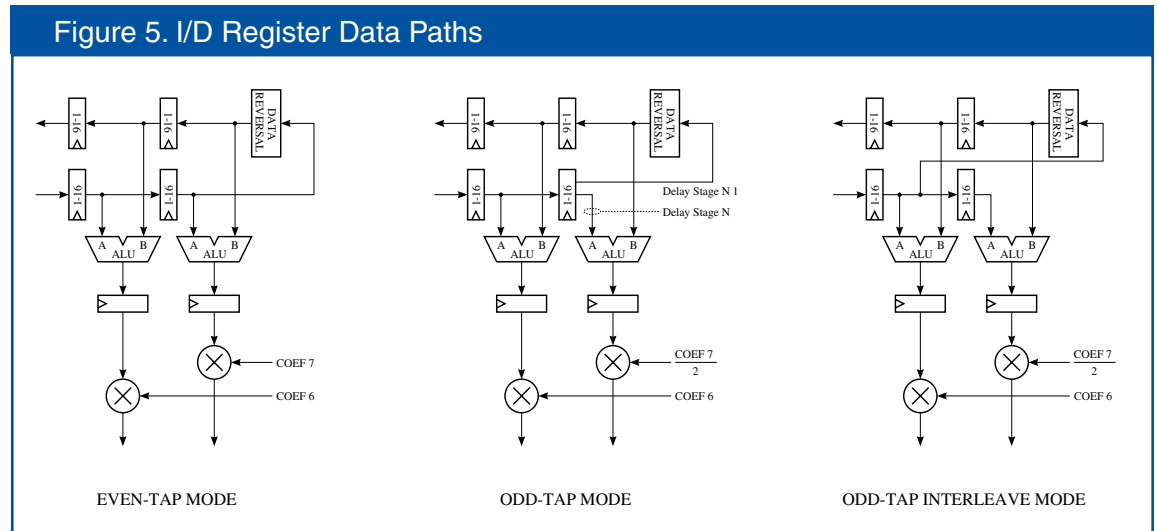 Figure 5. I/D Register Data Paths
1-16
1-16
DATA
REVERSAL
1-16
1-16
A B
ALU
A B
ALU
COEF 7
COEF 6
EVEN-TAP MODE
1-16
1-16
DATA
REVERSAL
1-16
1-16
Delay Stage N 1
Delay Stage N
A B
ALU
A B
ALU
COEF 7
2
COEF 6
ODD-TAP MODE
1-16
1-16
DATA
REVERSAL
1-16
1-16
A B
ALU
A B
ALU
COEF 7
2
COEF 6
ODD-TAP INTERLEAVE MODE